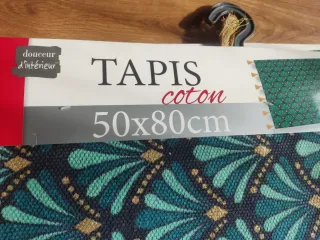 douceur
d'intérieur
TAPIS
coton
50x80cm